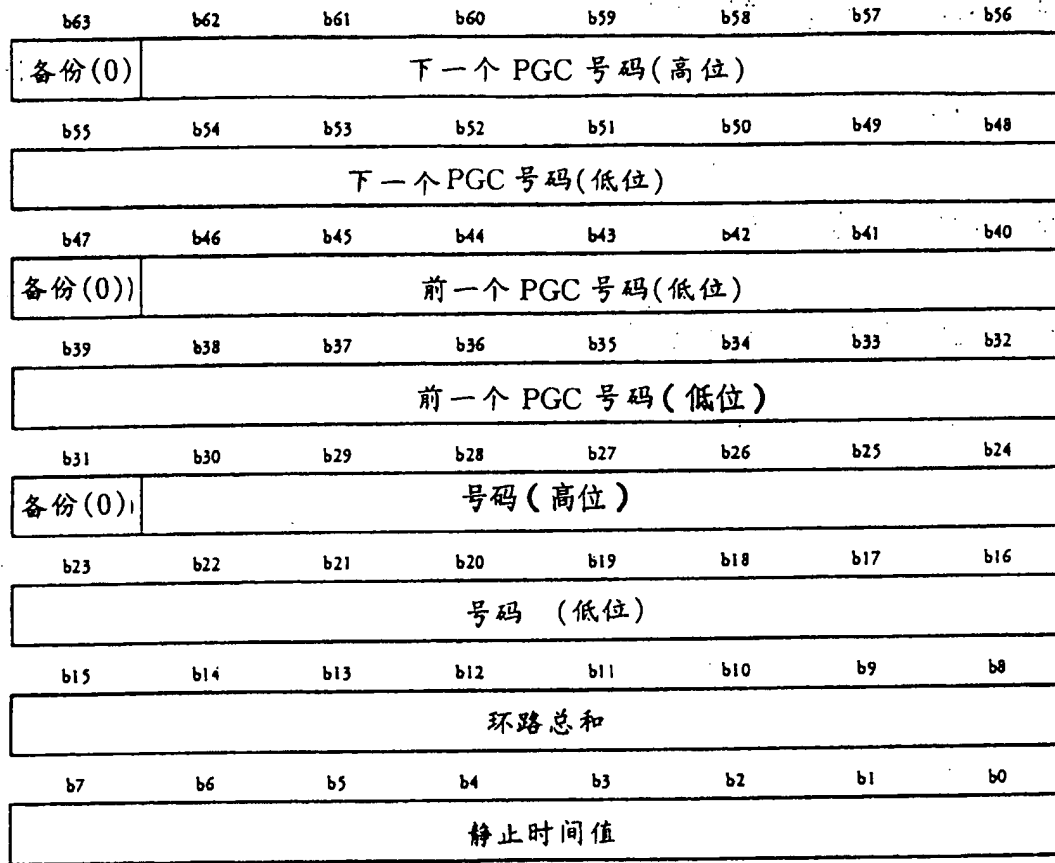 b63 b62 b61 b60 b59 b58 b57 b56
备份(0) 下一个 PGC 号码(高位)
b55 b54 b53 b52 b51 b50 b49 b48
下一个 PGC 号码(低位)
b47 b46 b45 b44 b43 b42 b41 b40
备份(0)) 前一个 PGC 号码(低位)
b39 b38 b37 b36 b35 b34 b33 b32
前一个 PGC 号码(低位)
b31 b30 b29 b28 b27 b26 b25 b24
备份(0) 号码(高位)
b23 b22 b21 b20 b19 b18 b17 b16
号码 (低位)
b15 b14 b13 b12 b11 b10 b9 b8
环路总和
b7 b6 b5 b4 b3 b2 b1 b0
静止时间值